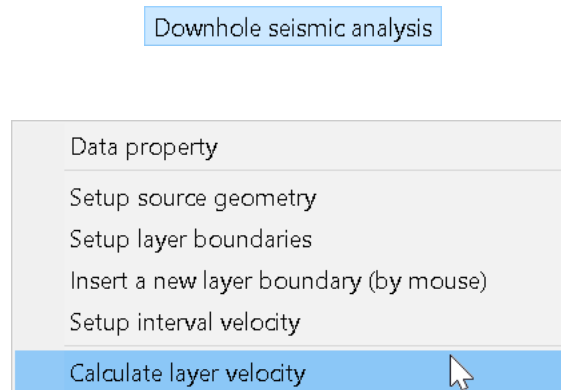 Downhole seismic analysis
Data property
Setup source geometry
Setup layer boundaries
Insert a new layer boundary (by mouse)
Setup interval velocity
Calculate layer velocity